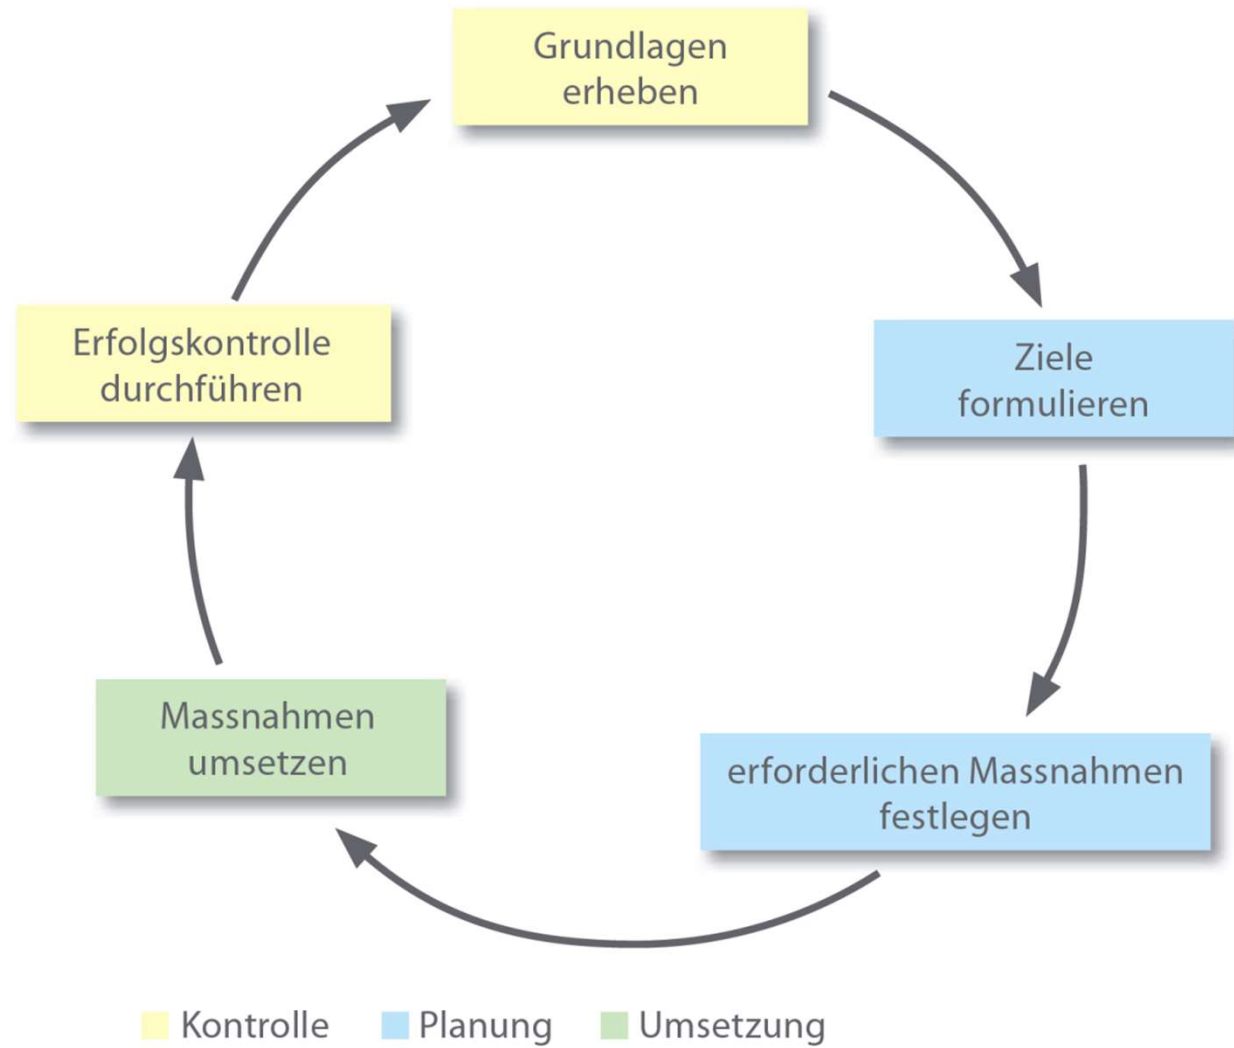 Grundlagen
erheben
Ziele
formulieren
erforderlichen Massnahmen
festlegen
Massnahmen
umsetzen
Erfolgskontrolle
durchführen
Kontrolle
Planung
Umsetzung